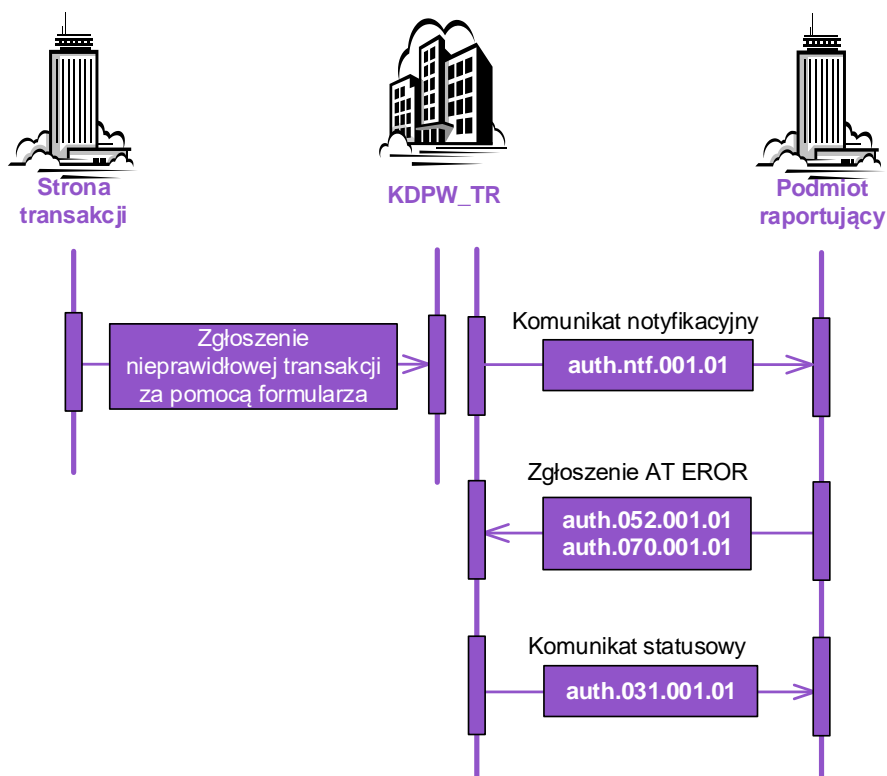 Strona
transakcji
KDPW_TR
Podmiot
raportujący
Zgłoszenie
nieprawidłowej transakcji
za pomocą formularza
Komunikat notyfikacyjny
auth.ntf.001.01
Zgłoszenie AT EROR
auth.052.001.01
auth.070.001.01
Komunikat statusowy
auth.031.001.01